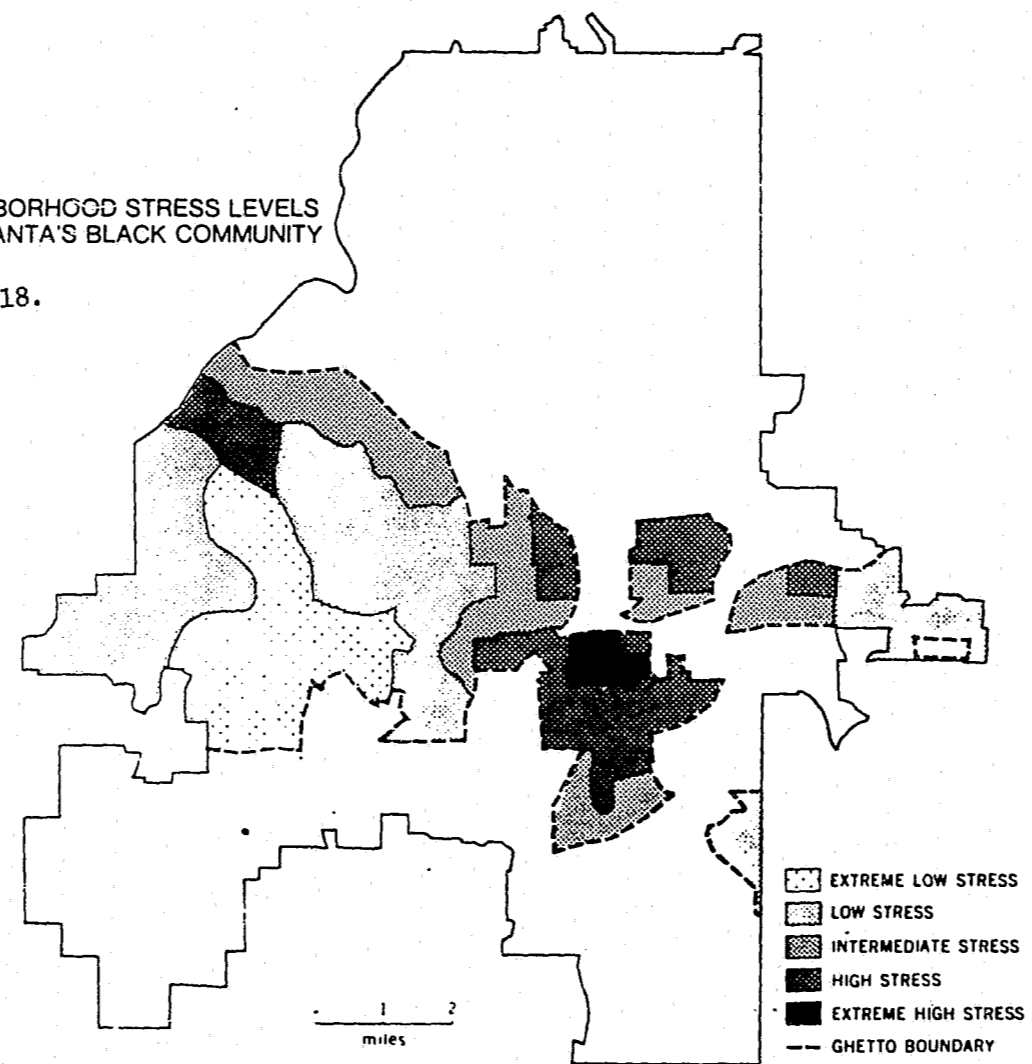 BORHOOD STRESS LEVELS
ANTA'S BLACK COMMUNITY
18.
EXTREME LOW STRESS
LOW STRESS
INTERMEDIATE STRESS
HIGH STRESS
EXTREME HIGH STRESS
GHETTO BOUNDARY
1 2
miles